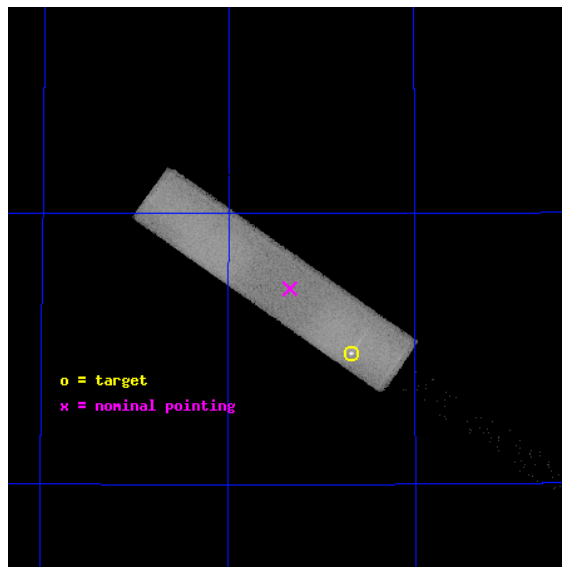 o = target
x = nominal pointing